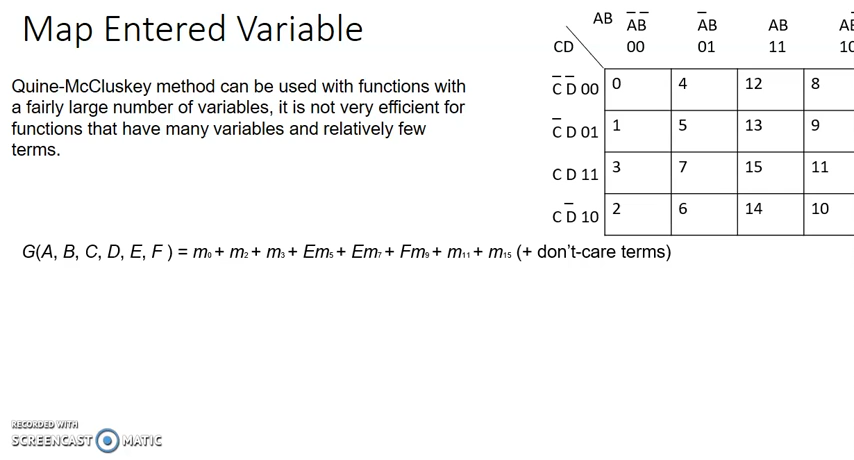 Map Entered Variable
Quine-McCluskey method can be used with functions with
a fairly large number of variables, it is not very efficient for
functions that have many variables and relatively few
terms.
AB A̅B̅ A̅B AB AB̅
CD 00 01 11 10
C̅ D̅ 00 0 4 12 8
C̅ D 01 1 5 13 9
C D 11 3 7 15 11
C D̅ 10 2 6 14 10
G(A, B, C, D, E, F ) = m₀ + m₂ + m₃ + Em₅ + Em₇ + Fm₉ + m₁₁ + m₁₅ (+ don’t-care terms)
RECORDED WITH
SCREENCAST MATIC